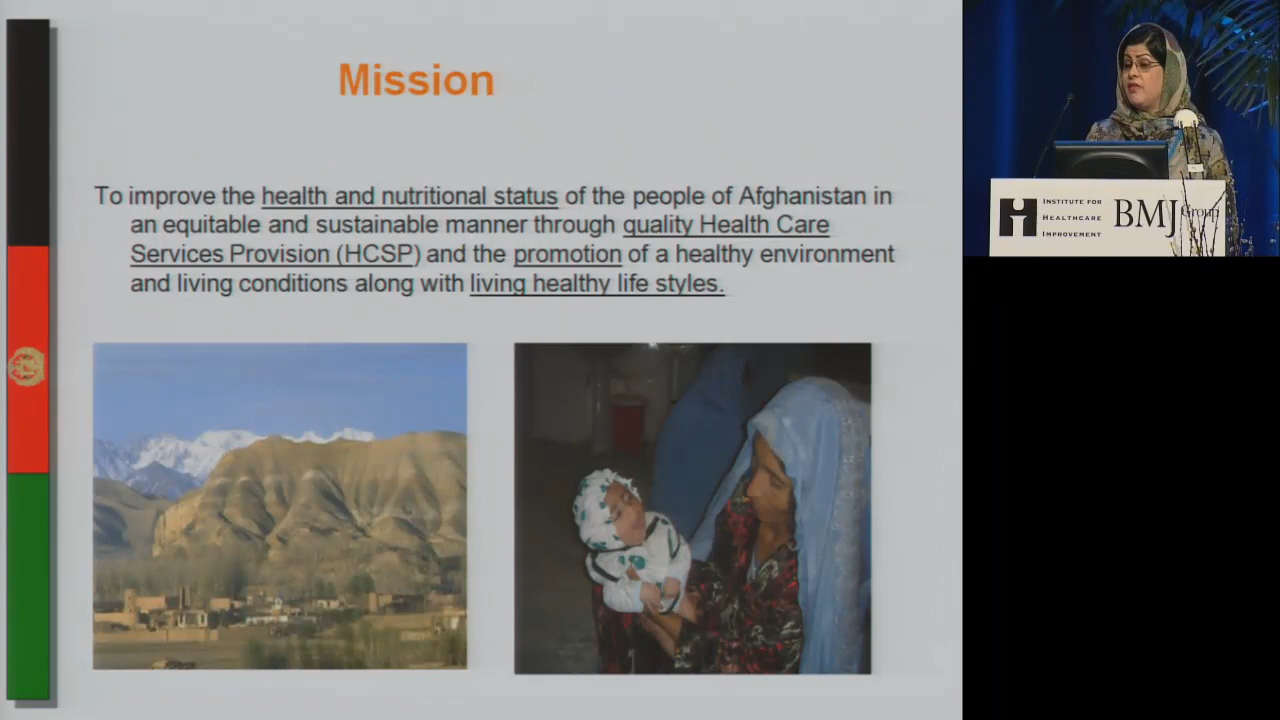 Mission
To improve the health and nutritional status of the people of Afghanistan in
an equitable and sustainable manner through quality Health Care
Services Provision (HCSP) and the promotion of a healthy environment
and living conditions along with living healthy life styles.
INSTITUTE FOR
HEALTHCARE
IMPROVEMENT
BMJ Group